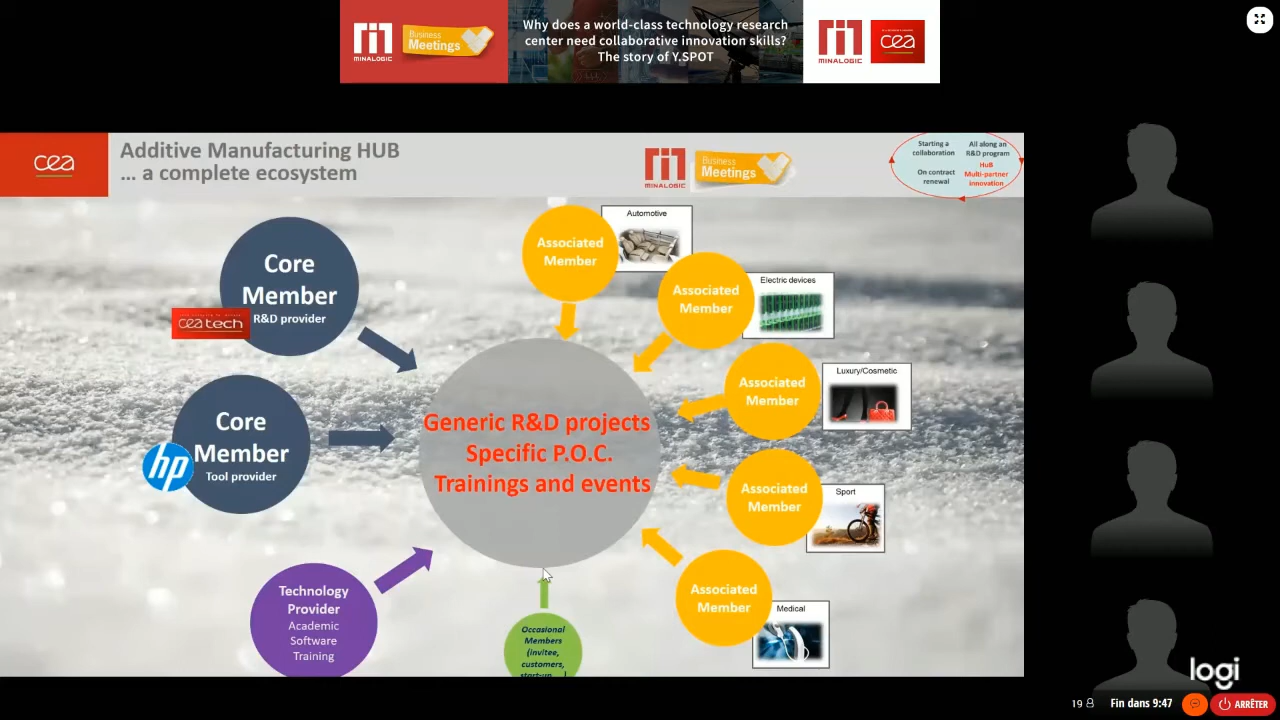 MINALOGIC
Business
Meetings
Why does a world-class technology research
center need collaborative innovation skills?
The story of Y.SPOT
MINALOGIC
cea
cea
Additive Manufacturing HUB
... a complete ecosystem
MINALOGIC
Business
Meetings
Starting a
collaboration
All along an
R&D program
HuB
Multi-partner
innovation
On contract
renewal
Core
Member
R&D provider
cea tech
Core
Member
Tool provider
hp
Technology
Provider
Academic
Software
Training
Generic R&D projects
Specific P.O.C.
Trainings and events
Occasional
Members
(invitee,
customers,
start-up...)
Associated
Member
Automotive
Associated
Member
Electric devices
Associated
Member
Luxury/Cosmetic
Associated
Member
Sport
Associated
Member
Medical
logi
19
Fin dans 9:47
ARRÊTER